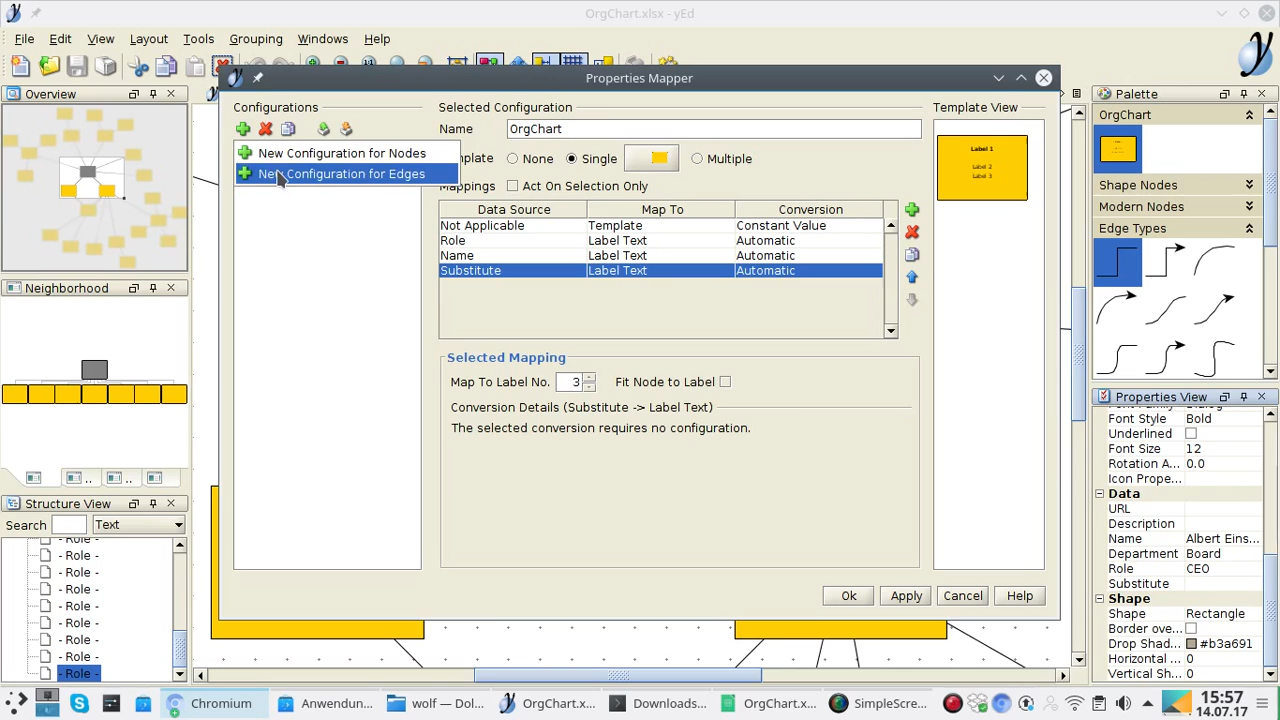 OrgChart.xlsx - yEd
File Edit View Layout Tools Grouping Windows Help
Overview
Neighborhood
..
..
Structure View
Search Text
- Role -
- Role -
- Role -
- Role -
- Role -
- Role -
- Role -
- Role -
- Role -
Properties Mapper
Configurations
New Configuration for Nodes
New Configuration for Edges
Selected Configuration
Name OrgChart
None Single Multiple
Mappings Act On Selection Only
Data Source Map To Conversion
Not Applicable Template Constant Value
Role Label Text Automatic
Name Label Text Automatic
Substitute Label Text Automatic
Selected Mapping
Map To Label No. 3 Fit Node to Label
Conversion Details (Substitute -> Label Text)
The selected conversion requires no configuration.
Ok Apply Cancel Help
Template View
Label 1
Label 2
Label 3
Palette
OrgChart
Shape Nodes
Modern Nodes
Edge Types
Properties View
Font Family Dialog
Font Style Bold
Underlined
Font Size 12
Rotation A... 0.0
Icon Prope...
Data
URL
Description
Name Albert Eins...
Department Board
Role CEO
Substitute
Shape
Shape Rectangle
Border ove...
Drop Shad... #b3a691
Horizontal ... 0
Vertical Sh... 0
Chromium
Anwendun...
wolf — Dol...
OrgChart.x...
Downloads...
OrgChart.x...
SimpleScre...
15:57
14.07.17